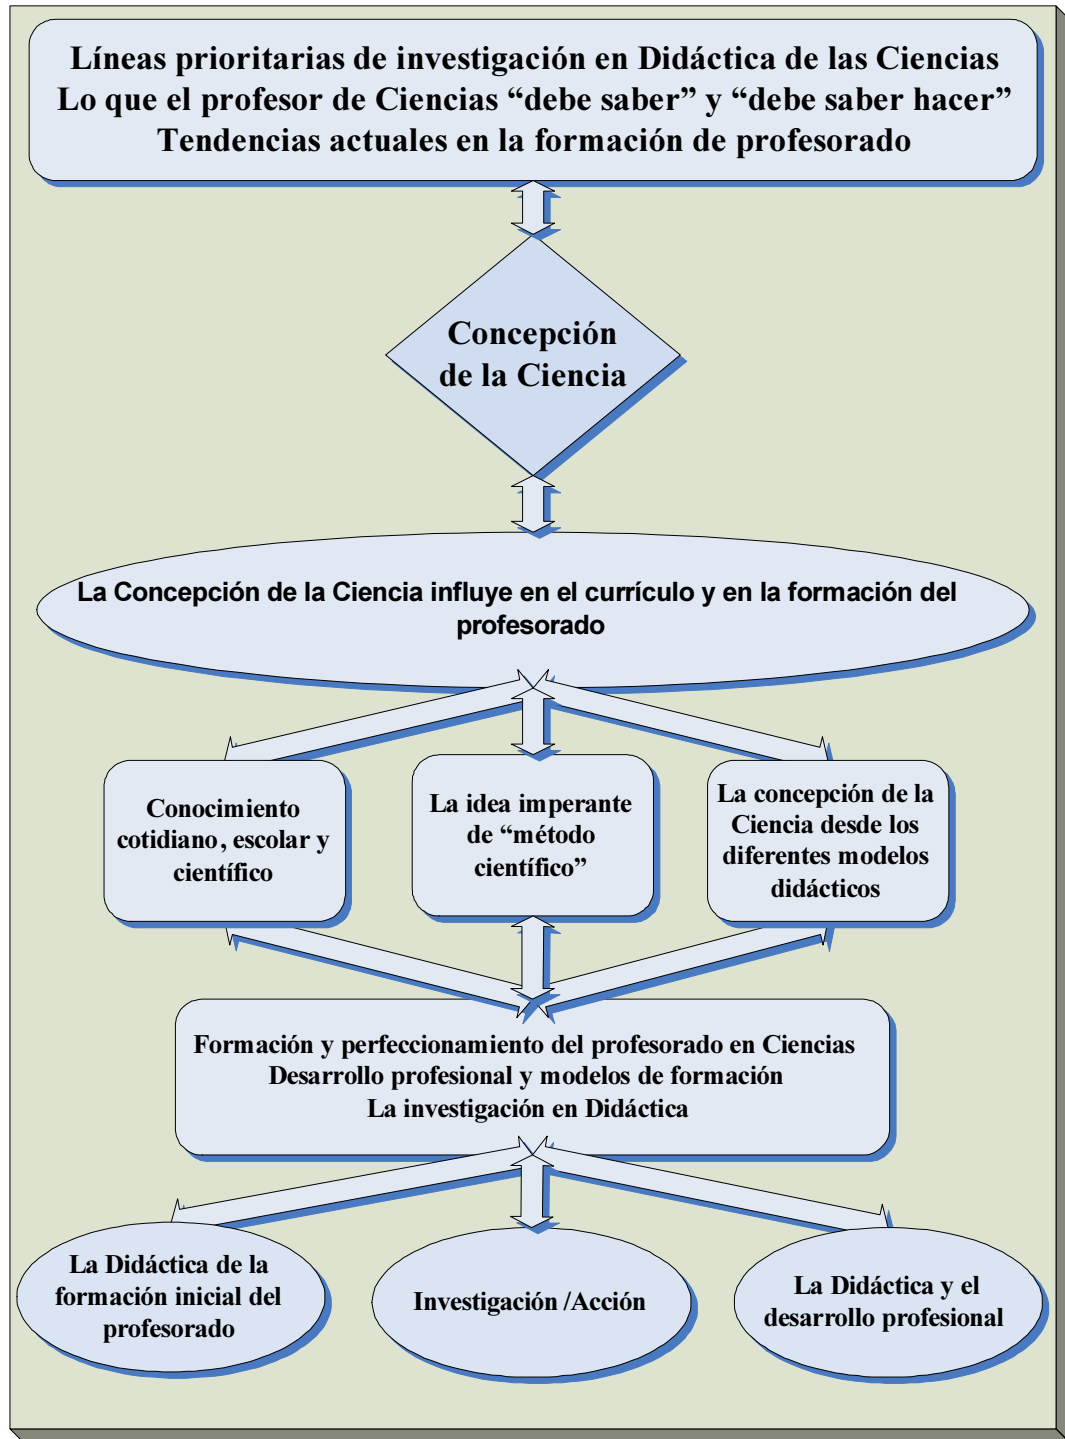 Líneas prioritarias de investigación en Didáctica de las Ciencias
Lo que el profesor de Ciencias “debe saber” y “debe saber hacer”
Tendencias actuales en la formación de profesorado
Concepción
de la Ciencia
La Concepción de la Ciencia influye en el currículo y en la formación del
profesorado
Conocimiento
cotidiano, escolar y
científico
La idea imperante
de “método
científico”
La concepción de la
Ciencia desde los
diferentes modelos
didácticos
Formación y perfeccionamiento del profesorado en Ciencias
Desarrollo profesional y modelos de formación
La investigación en Didáctica
La Didáctica de la
formación inicial del
profesorado
Investigación /Acción
La Didáctica y el
desarrollo profesional